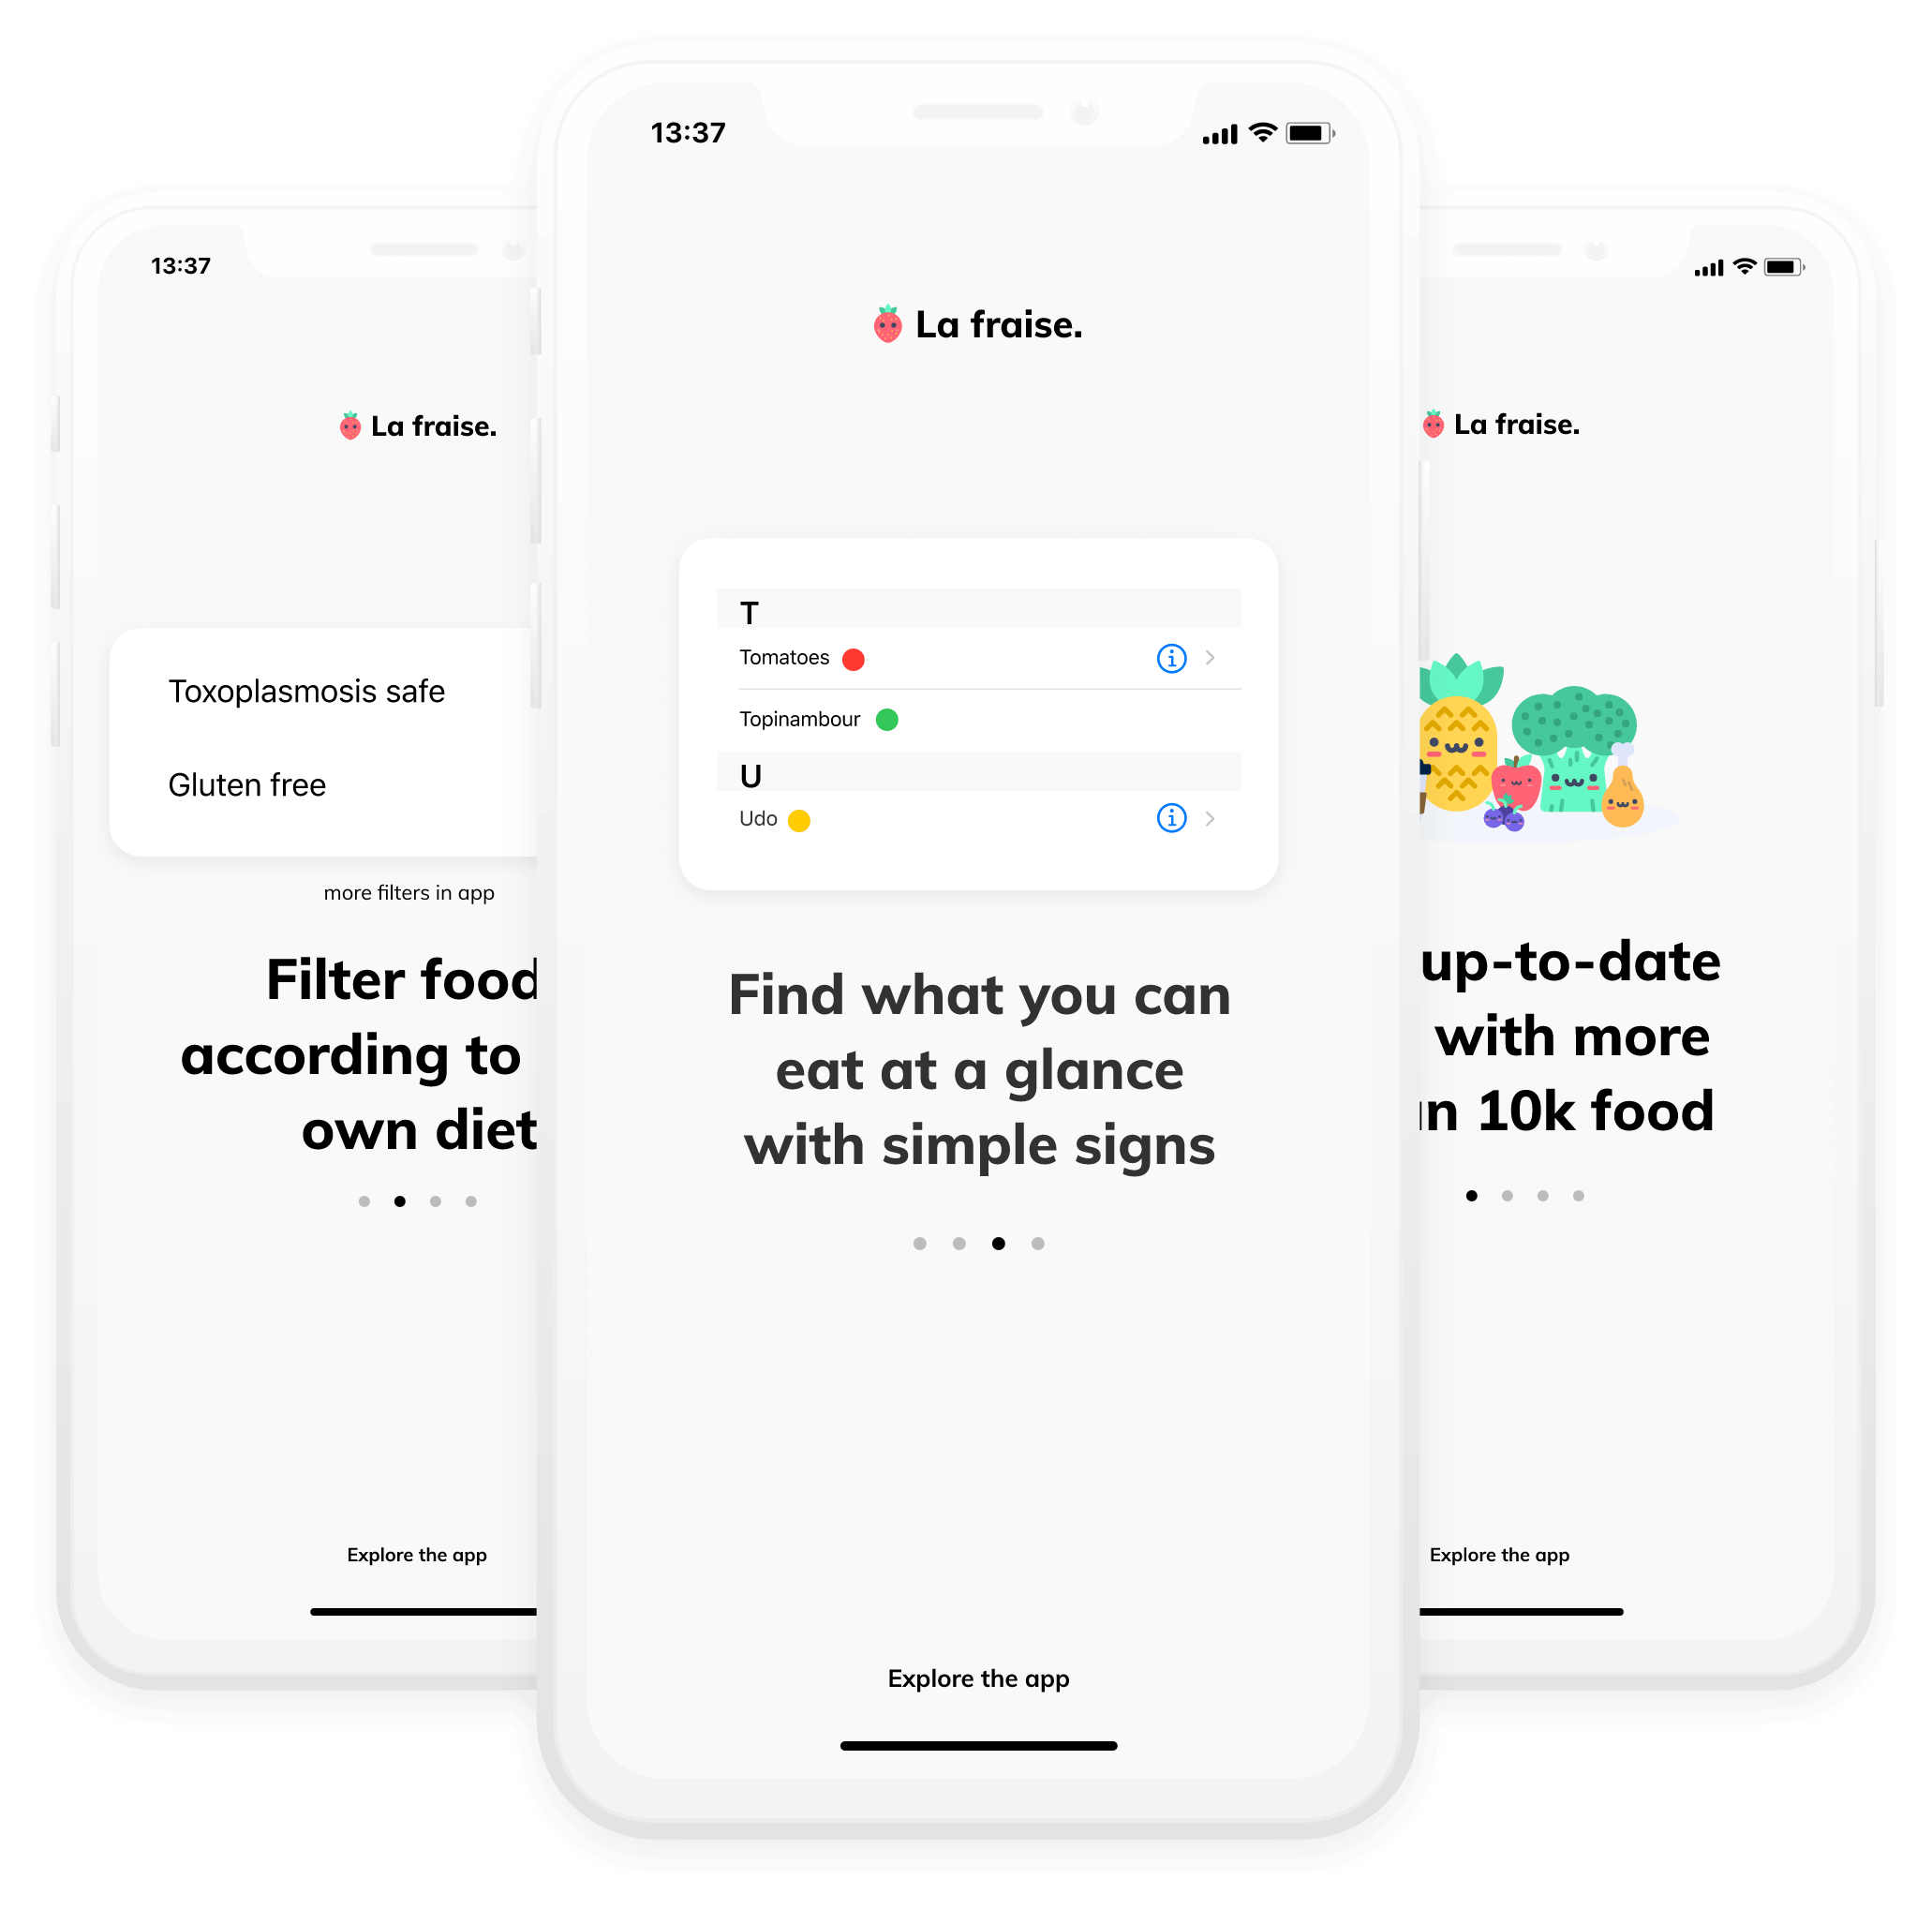 13:37
La fraise.
Toxoplasmosis safe
Gluten free
more filters in app
Filter food
according to
own diet
Explore the app
13:37
La fraise.
T
Tomatoes
Topinambour
U
Udo
Find what you can
eat at a glance
with simple signs
Explore the app
La fraise.
up-to-date
with more
10k food
Explore the app